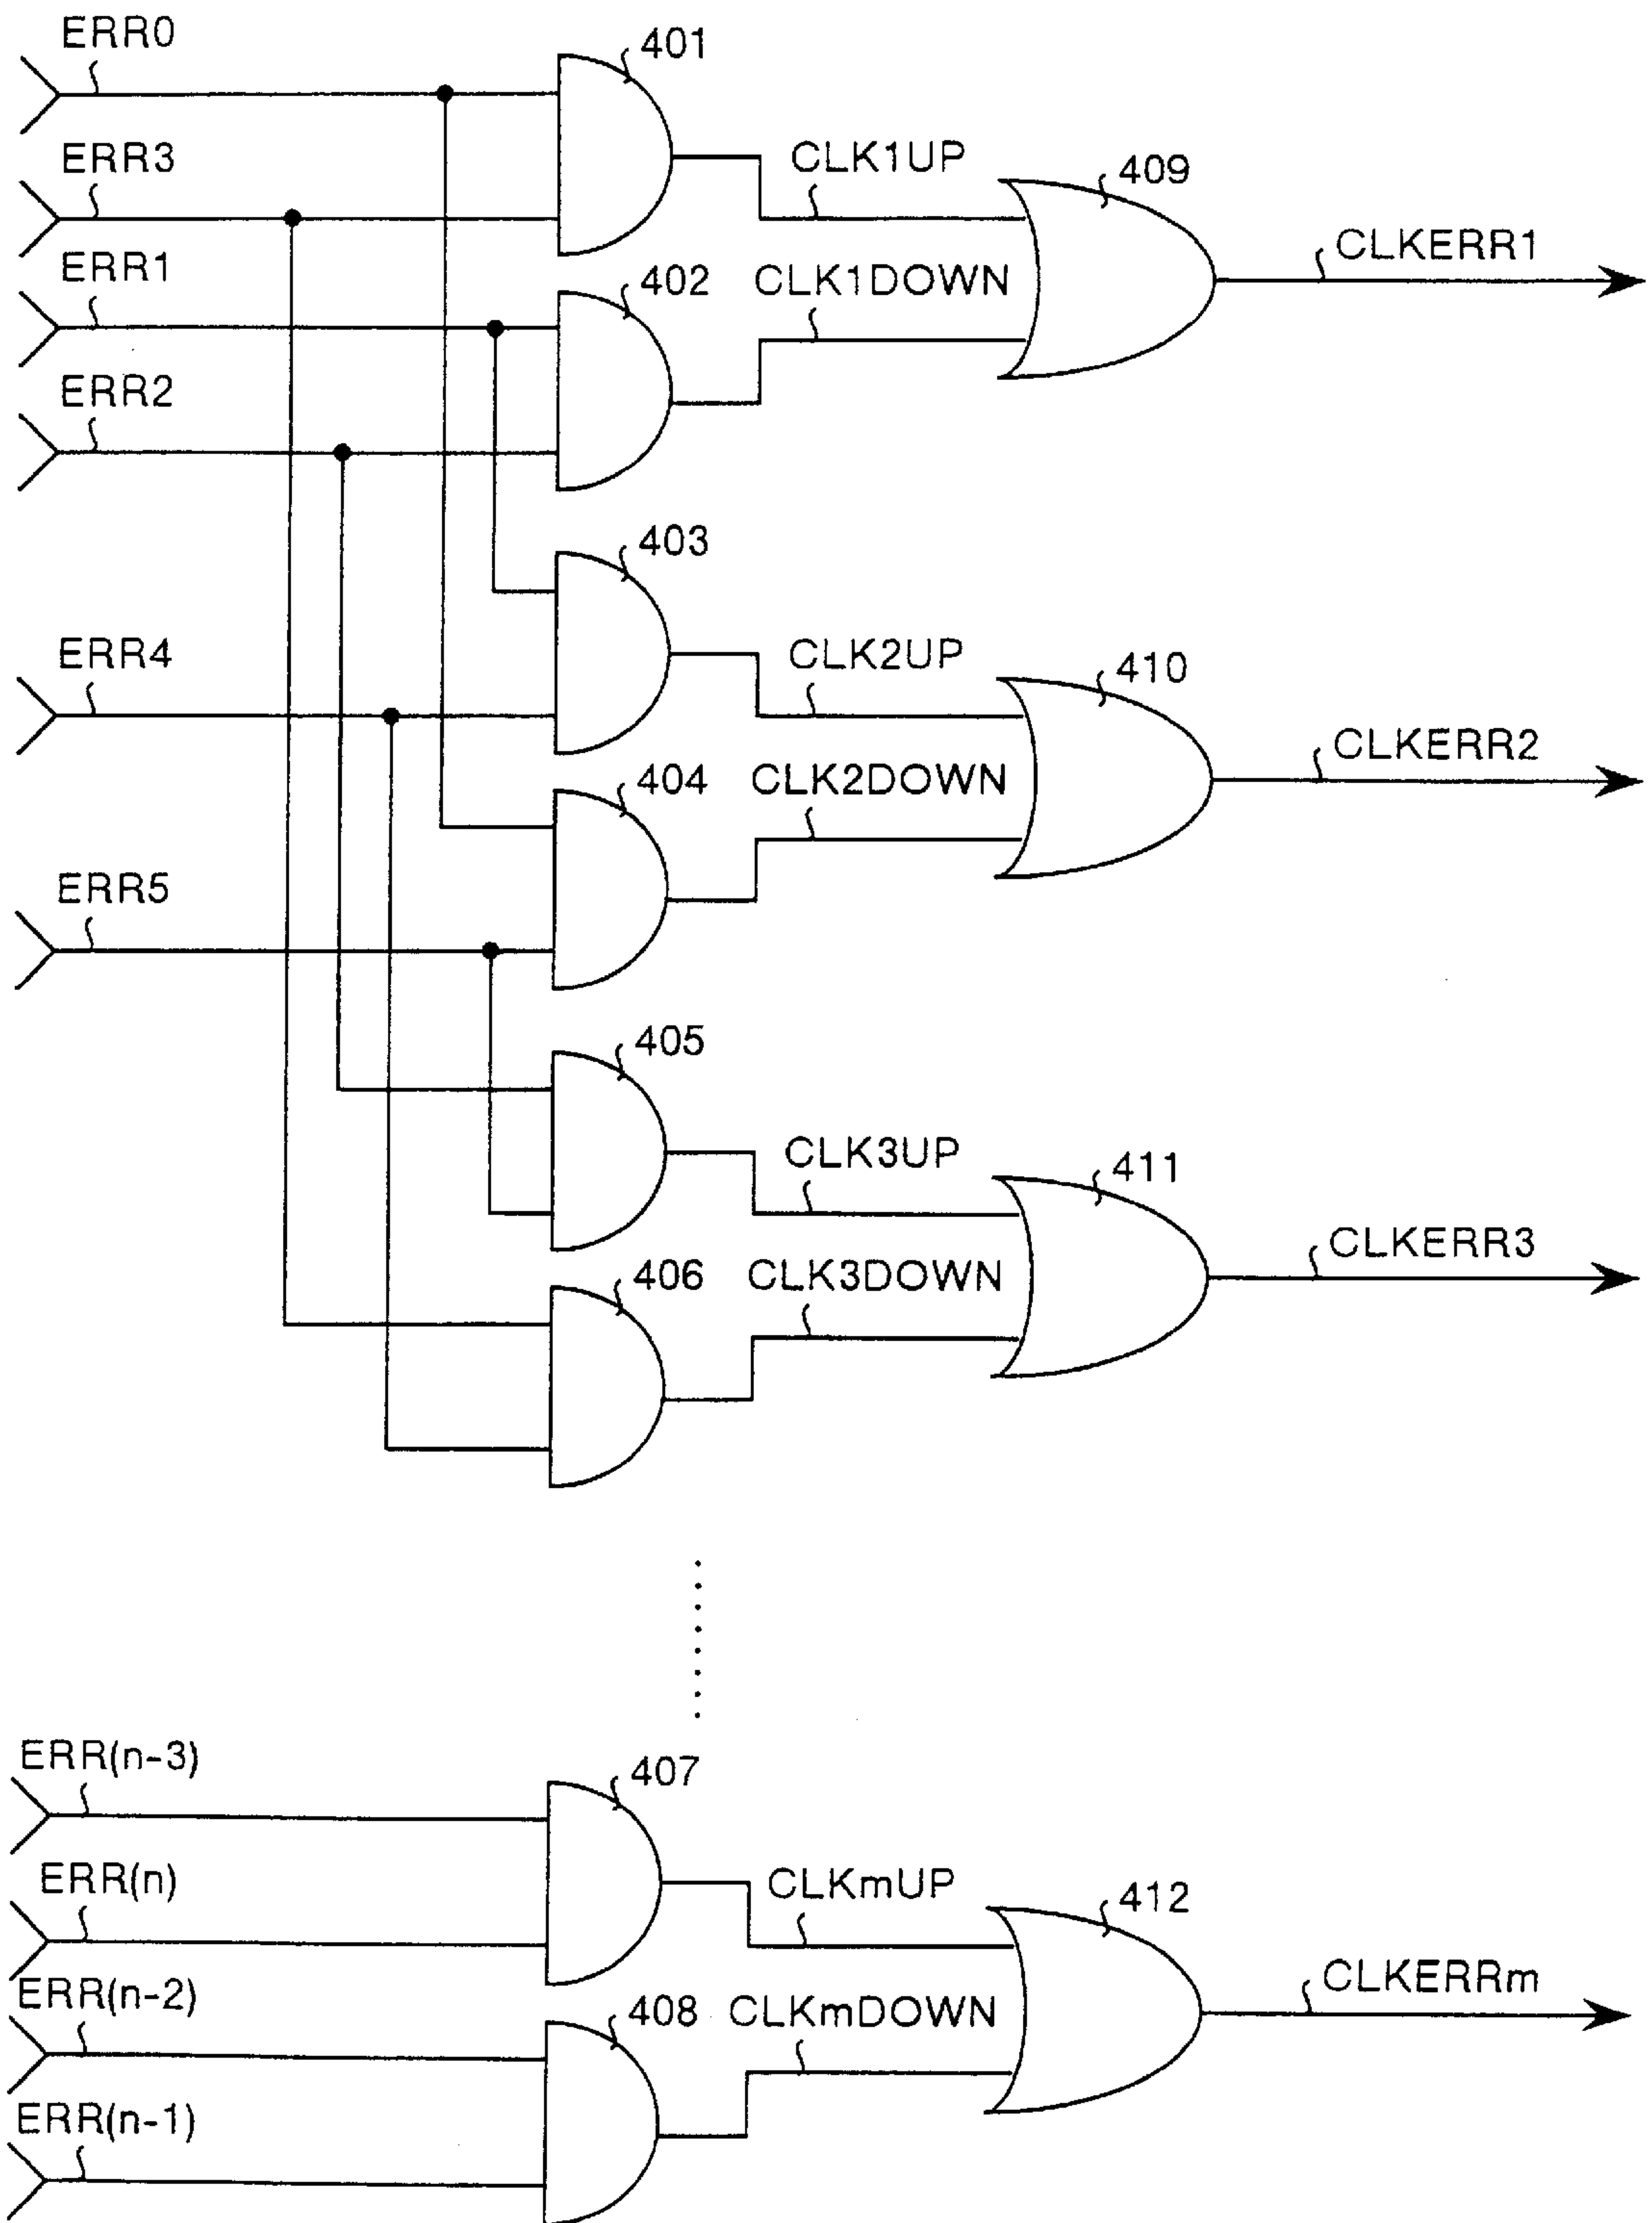 ERR0
401
ERR3
CLK1UP
409
ERR1
CLKERR1
402
CLK1DOWN
ERR2
403
ERR4
CLK2UP
410
CLKERR2
404
CLK2DOWN
ERR5
405
CLK3UP
411
CLKERR3
406
CLK3DOWN
ERR(n-3)
407
ERR(n)
CLKmUP
412
CLKERRm
ERR(n-2)
408
CLKmDOWN
ERR(n-1)